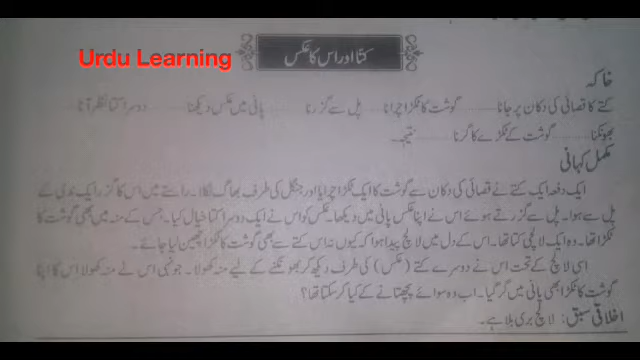 Urdu Learning
کتا اور اس کا عکس
خاکہ
کتے کا قصائی کی دکان پر جانا ---- گوشت کا ٹکڑا چرانا ---- پل سے گزرنا ---- پانی میں عکس دیکھنا ---- دوسرا کتا نظر آنا
بھونکنا ---- گوشت کے ٹکڑے کا گرنا ---- نتیجہ۔
مکمل کہانی
ایک دفعہ ایک کتے نے قصائی کی دکان سے گوشت کا ایک ٹکڑا چرایا اور جنگل کی طرف بھاگ نکلا۔ راستے میں اس کا گزر ایک ندی کے
پل سے ہوا۔ پل سے گزرتے ہوئے اس نے اپنا عکس پانی میں دیکھا۔ عکس کو اس نے ایک دوسرا کتا خیال کیا۔ جس کے منہ میں بھی گوشت کا
ٹکڑا تھا۔ وہ ایک لالچی کتا تھا۔ اس کے دل میں لالچ پیدا ہوا کہ کیوں نہ اس کتے سے بھی گوشت کا ٹکڑا چھین لیا جائے۔
اسی لالچ کے تحت اس نے دوسرے کتے (عکس) کی طرف دیکھ کر بھونکنے کے لیے منہ کھولا۔ جونہی اس نے منہ کھولا اس کا اپنا
گوشت کا ٹکڑا بھی پانی میں گر گیا۔ اب وہ سوائے پچھتانے کے کیا کر سکتا تھا؟
اخلاقی سبق: لالچ بری بلا ہے۔